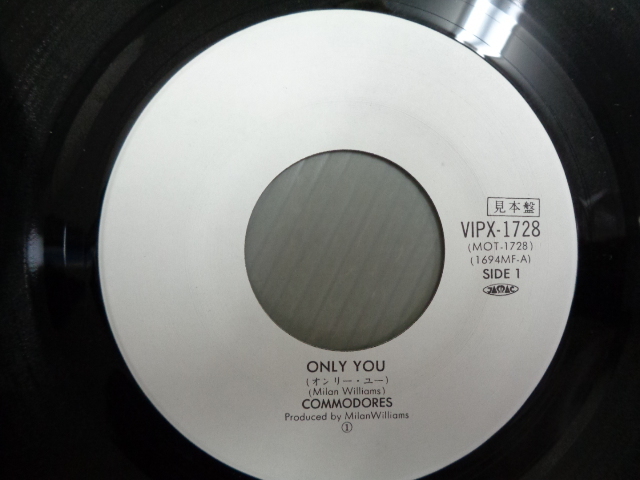 見本盤
VIPX-1728
(MOT-1728)
(1694MF-A)
SIDE 1
JASRAC
ONLY YOU
(オンリー・ユー)
(Milan Williams)
COMMODORES
Produced by MilanWilliams
①